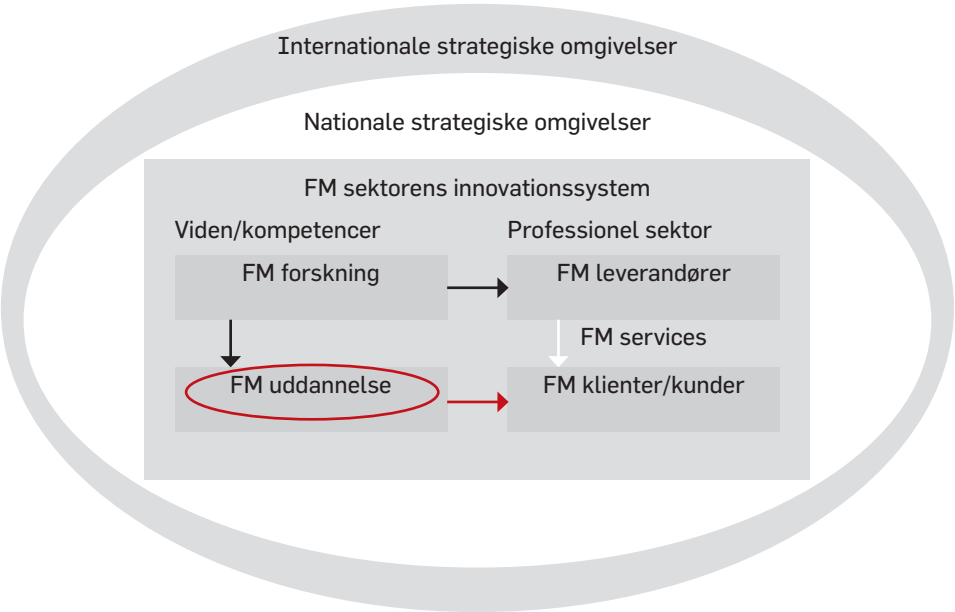 Internationale strategiske omgivelser
Nationale strategiske omgivelser
FM sektorens innovationssystem
Viden/kompetencer
Professionel sektor
FM forskning
FM leverandører
FM services
FM uddannelse
FM klienter/kunder